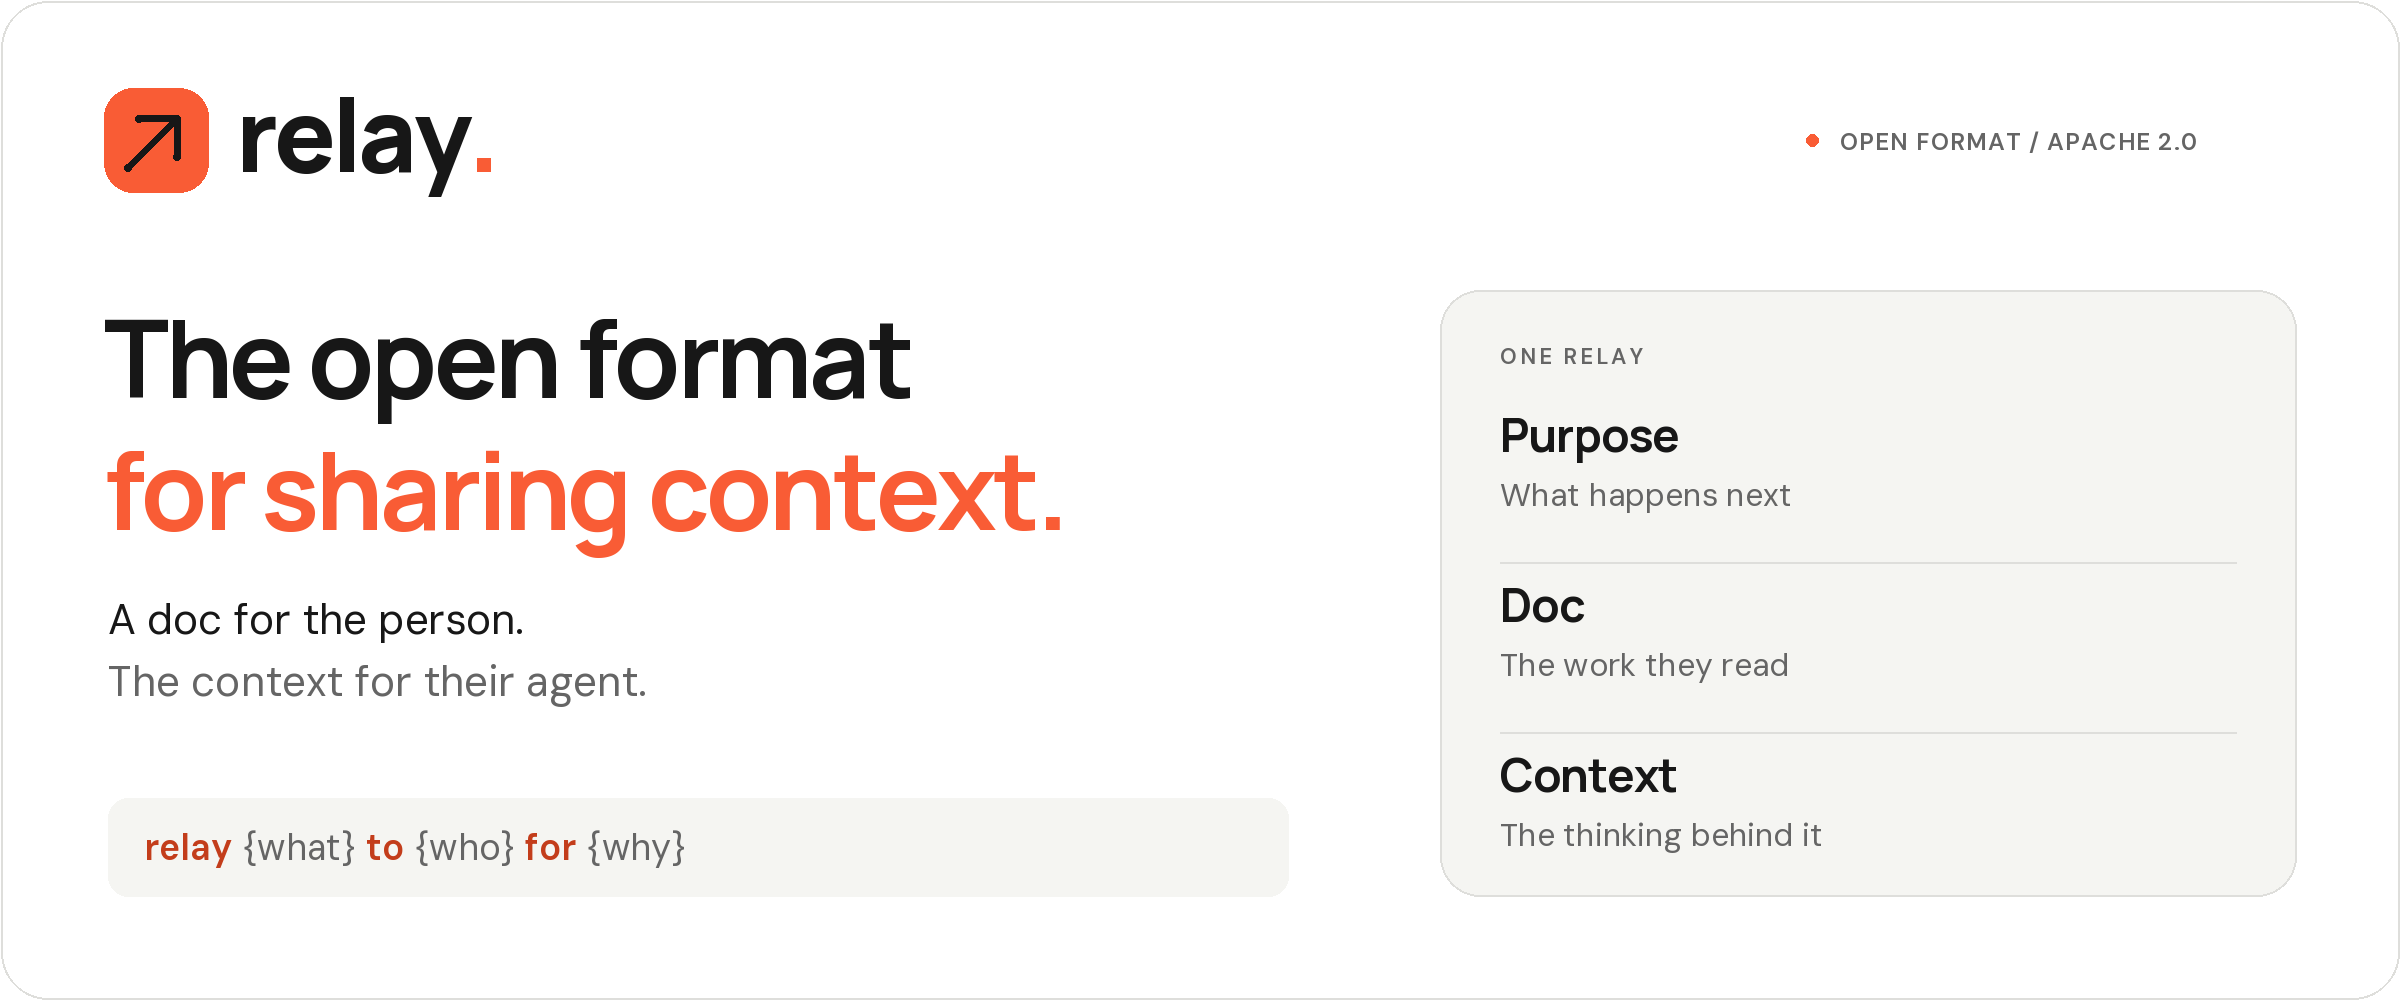 relay.
OPEN FORMAT / APACHE 2.0
The open format
for sharing context.
A doc for the person.
The context for their agent.
relay {what} to {who} for {why}
ONE RELAY
Purpose
What happens next
Doc
The work they read
Context
The thinking behind it